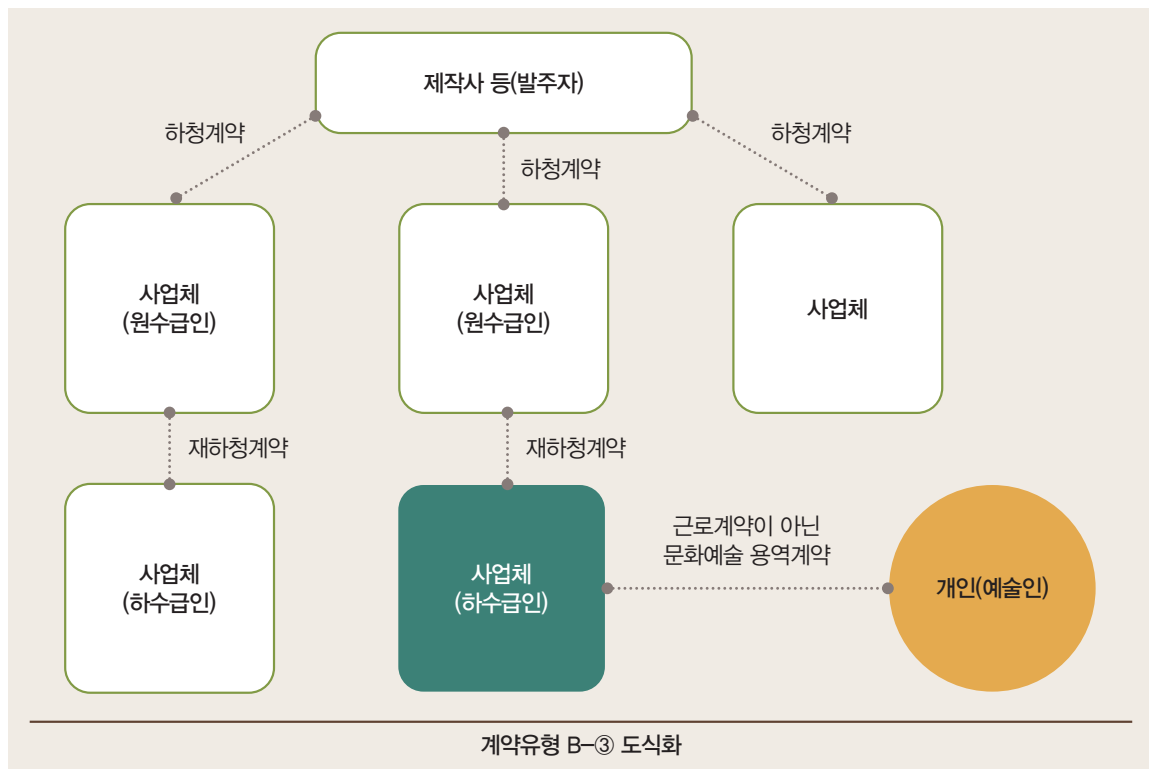 제작사 등(발주자)
하청계약
하청계약
하청계약
사업체
(원수급인)
사업체
(원수급인)
사업체
재하청계약
재하청계약
사업체
(하수급인)
사업체
(하수급인)
근로계약이 아닌
문화예술 용역계약
개인(예술인)
계약유형 B-③ 도식화